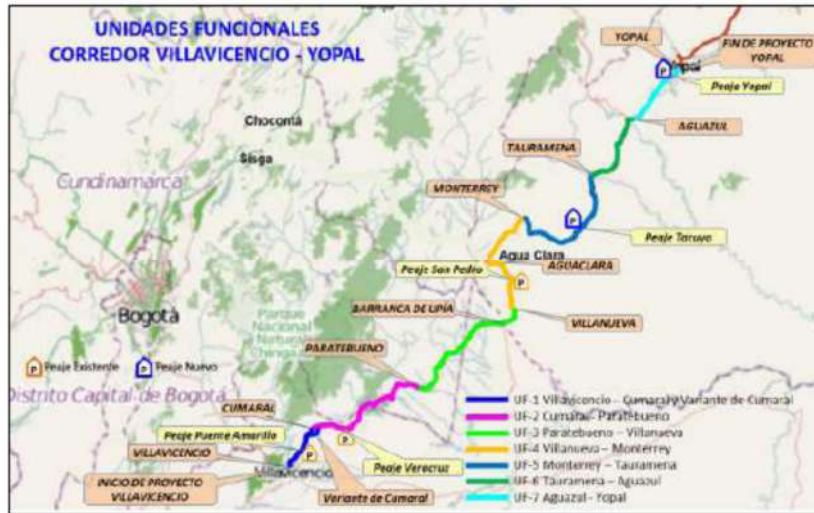 UNIDADES FUNCIONALES
CORREDOR VILLAVICENCIO - YOPAL
YOPAL
FIN DE PROYECTO
YOPAL
Peaje Yopal
Chocontá
AGUAZUL
Sisga
TAURAMENA
Cundinamarca
MONTERREY
Peaje Taruya
Agua Clara
AGUACLARA
Peaje San Pedro
BARRANCA DE UPÍA
VILLANUEVA
Bogotá
Parque
Nacional
Natural
Chingaza
PARATEBUENO
Peaje Existente
Peaje Nuevo
Distrito Capital de Bogotá
CUMARAL
Peaje Puente Amarillo
VILLAVICENCIO
Villavicencio
Peaje Veracruz
INICIO DE PROYECTO
VILLAVICENCIO
Variante de Cumaral
UF-1 Villavicencio – Cumaral y Variante de Cumaral
UF-2 Cumaral – Paratebueno
UF-3 Paratebueno – Villanueva
UF-4 Villanueva – Monterrey
UF-5 Monterrey – Tauramena
UF-6 Tauramena – Aguazul
UF-7 Aguazul - Yopal